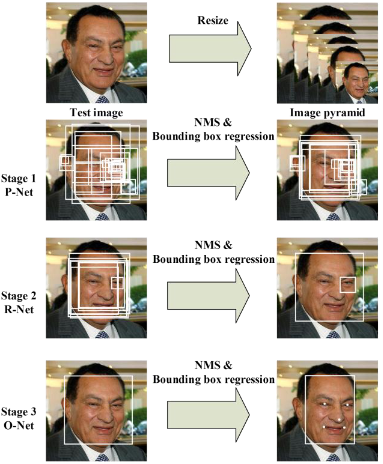 Resize
Test image
Image pyramid
NMS &
Bounding box regression
Stage 1
P-Net
NMS &
Bounding box regression
Stage 2
R-Net
NMS &
Bounding box regression
Stage 3
O-Net